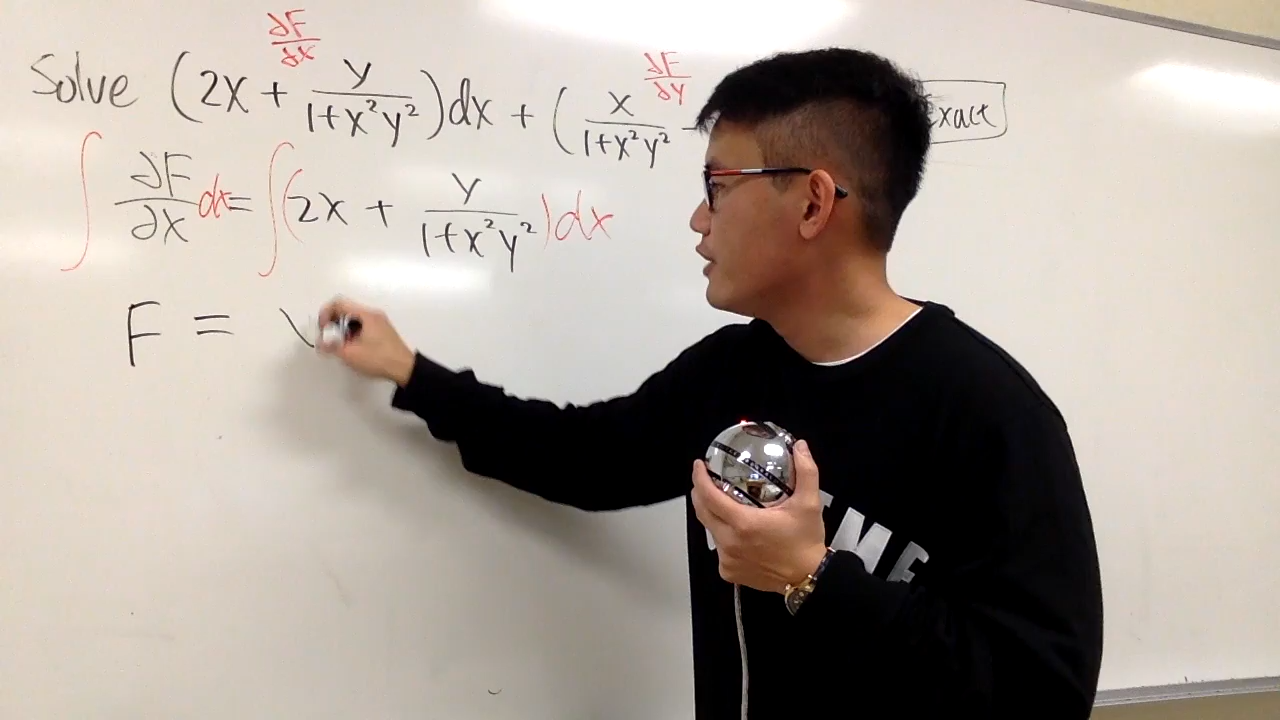 ∂F/∂x ∂F/∂y
Solve (2x + y/(1+x²y²))dx + (x/(1+x²y²) -
Exact
∫ ∂F/∂x dx = ∫(2x + y/(1+x²y²))dx
F =